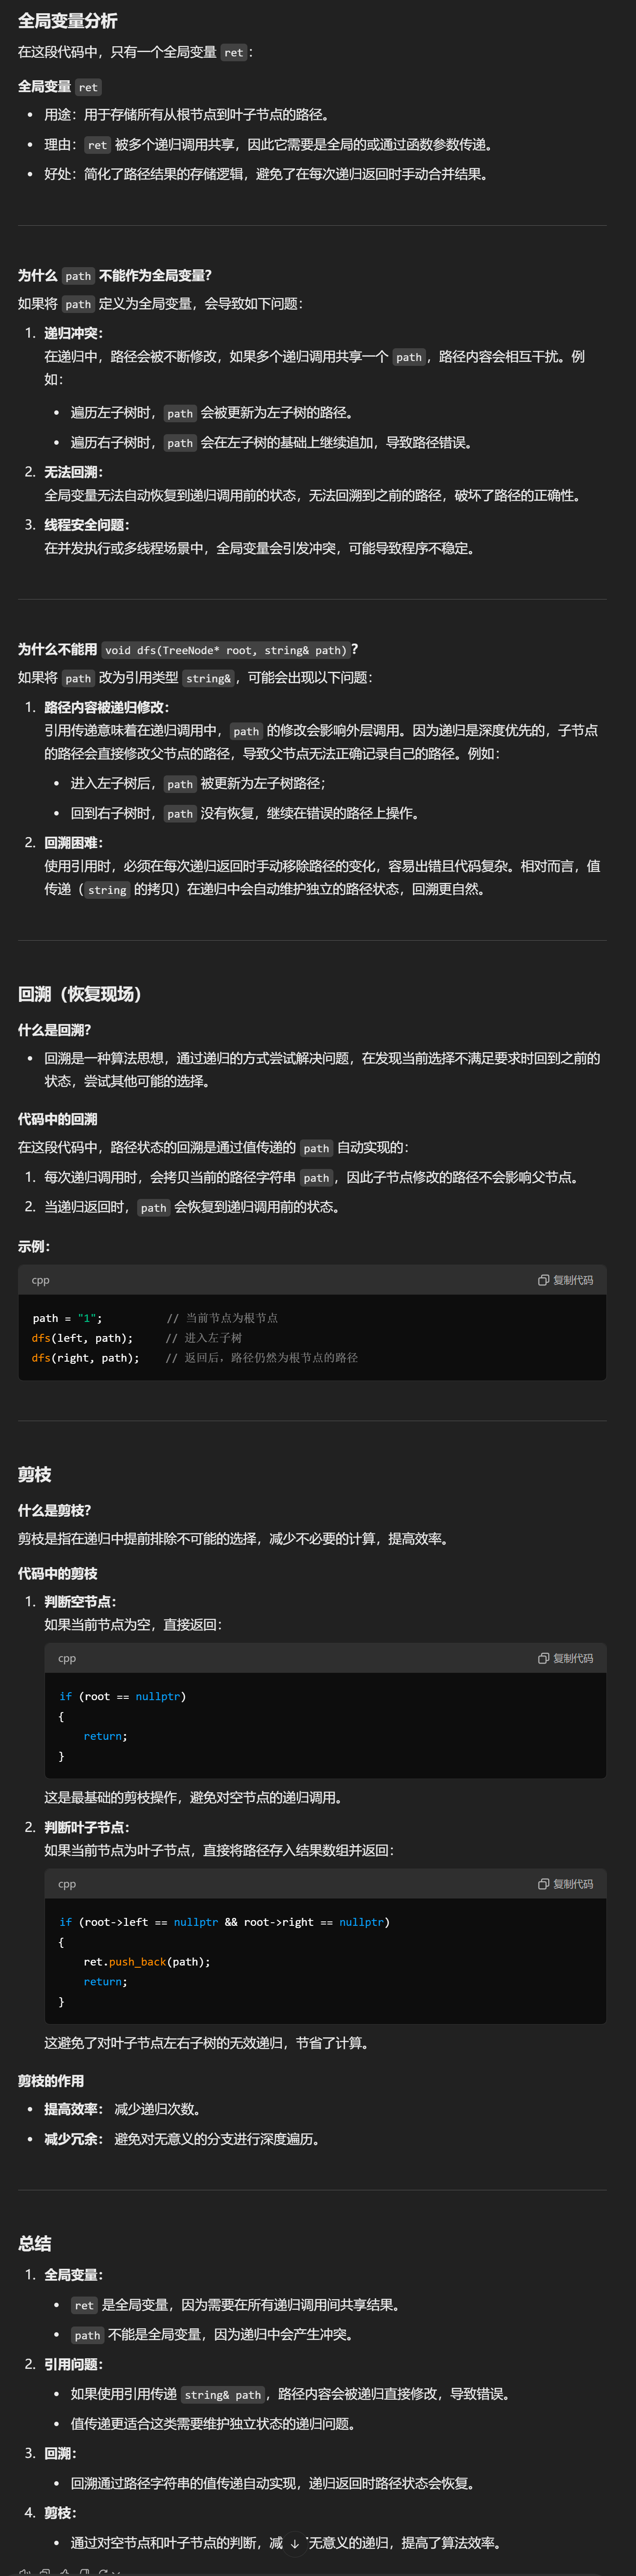 全局变量分析
在这段代码中，只有一个全局变量 ret：
全局变量 ret
• 用途：用于存储所有从根节点到叶子节点的路径。
• 理由：ret 被多个递归调用共享，因此它需要是全局的或通过函数参数传递。
• 好处：简化了路径结果的存储逻辑，避免了在每次递归返回时手动合并结果。
为什么 path 不能作为全局变量？
如果将 path 定义为全局变量，会导致如下问题：
1. 递归冲突：
在递归中，路径会被不断修改，如果多个递归调用共享一个 path，路径内容会相互干扰。例
如：
• 遍历左子树时，path 会被更新为左子树的路径。
• 遍历右子树时，path 会在左子树的基础上继续追加，导致路径错误。
2. 无法回溯：
全局变量无法自动恢复到递归调用前的状态，无法回溯到之前的路径，破坏了路径的正确性。
3. 线程安全问题：
在并发执行或多线程场景中，全局变量会引发冲突，可能导致程序不稳定。
为什么不能用 void dfs(TreeNode* root, string& path)？
如果将 path 改为引用类型 string&，可能会出现以下问题：
1. 路径内容被递归修改：
引用传递意味着在递归调用中，path 的修改会影响外层调用。因为递归是深度优先的，子节点
的路径会直接修改父节点的路径，导致父节点无法正确记录自己的路径。例如：
• 进入左子树后，path 被更新为左子树路径；
• 回到右子树时，path 没有恢复，继续在错误的路径上操作。
2. 回溯困难：
使用引用时，必须在每次递归返回时手动移除路径的变化，容易出错且代码复杂。相对而言，值
传递（string 的拷贝）在递归中会自动维护独立的路径状态，回溯更自然。
回溯（恢复现场）
什么是回溯？
• 回溯是一种算法思想，通过递归的方式尝试解决问题，在发现当前选择不满足要求时回到之前的
状态，尝试其他可能的选择。
代码中的回溯
在这段代码中，路径状态的回溯是通过值传递的 path 自动实现的：
1. 每次递归调用时，会拷贝当前的路径字符串 path，因此子节点修改的路径不会影响父节点。
2. 当递归返回时，path 会恢复到递归调用前的状态。
示例：
cpp 复制代码
path = "1"; // 当前节点为根节点
dfs(left, path); // 进入左子树
dfs(right, path); // 返回后，路径仍然为根节点的路径
剪枝
什么是剪枝？
剪枝是指在递归中提前排除不可能的选择，减少不必要的计算，提高效率。
代码中的剪枝
1. 判断空节点：
如果当前节点为空，直接返回：
cpp 复制代码
if (root == nullptr)
{
return;
}
这是最基础的剪枝操作，避免对空节点的递归调用。
2. 判断叶子节点：
如果当前节点为叶子节点，直接将路径存入结果数组并返回：
cpp 复制代码
if (root->left == nullptr && root->right == nullptr)
{
ret.push_back(path);
return;
}
这避免了对叶子节点左右子树的无效递归，节省了计算。
剪枝的作用
• 提高效率： 减少递归次数。
• 减少冗余： 避免对无意义的分支进行深度遍历。
总结
1. 全局变量：
• ret 是全局变量，因为需要在所有递归调用间共享结果。
• path 不能是全局变量，因为递归中会产生冲突。
2. 引用问题：
• 如果使用引用传递 string& path，路径内容会被递归直接修改，导致错误。
• 值传递更适合这类需要维护独立状态的递归问题。
3. 回溯：
• 回溯通过路径字符串的值传递自动实现，递归返回时路径状态会恢复。
4. 剪枝：
• 通过对空节点和叶子节点的判断，减 无意义的递归，提高了算法效率。